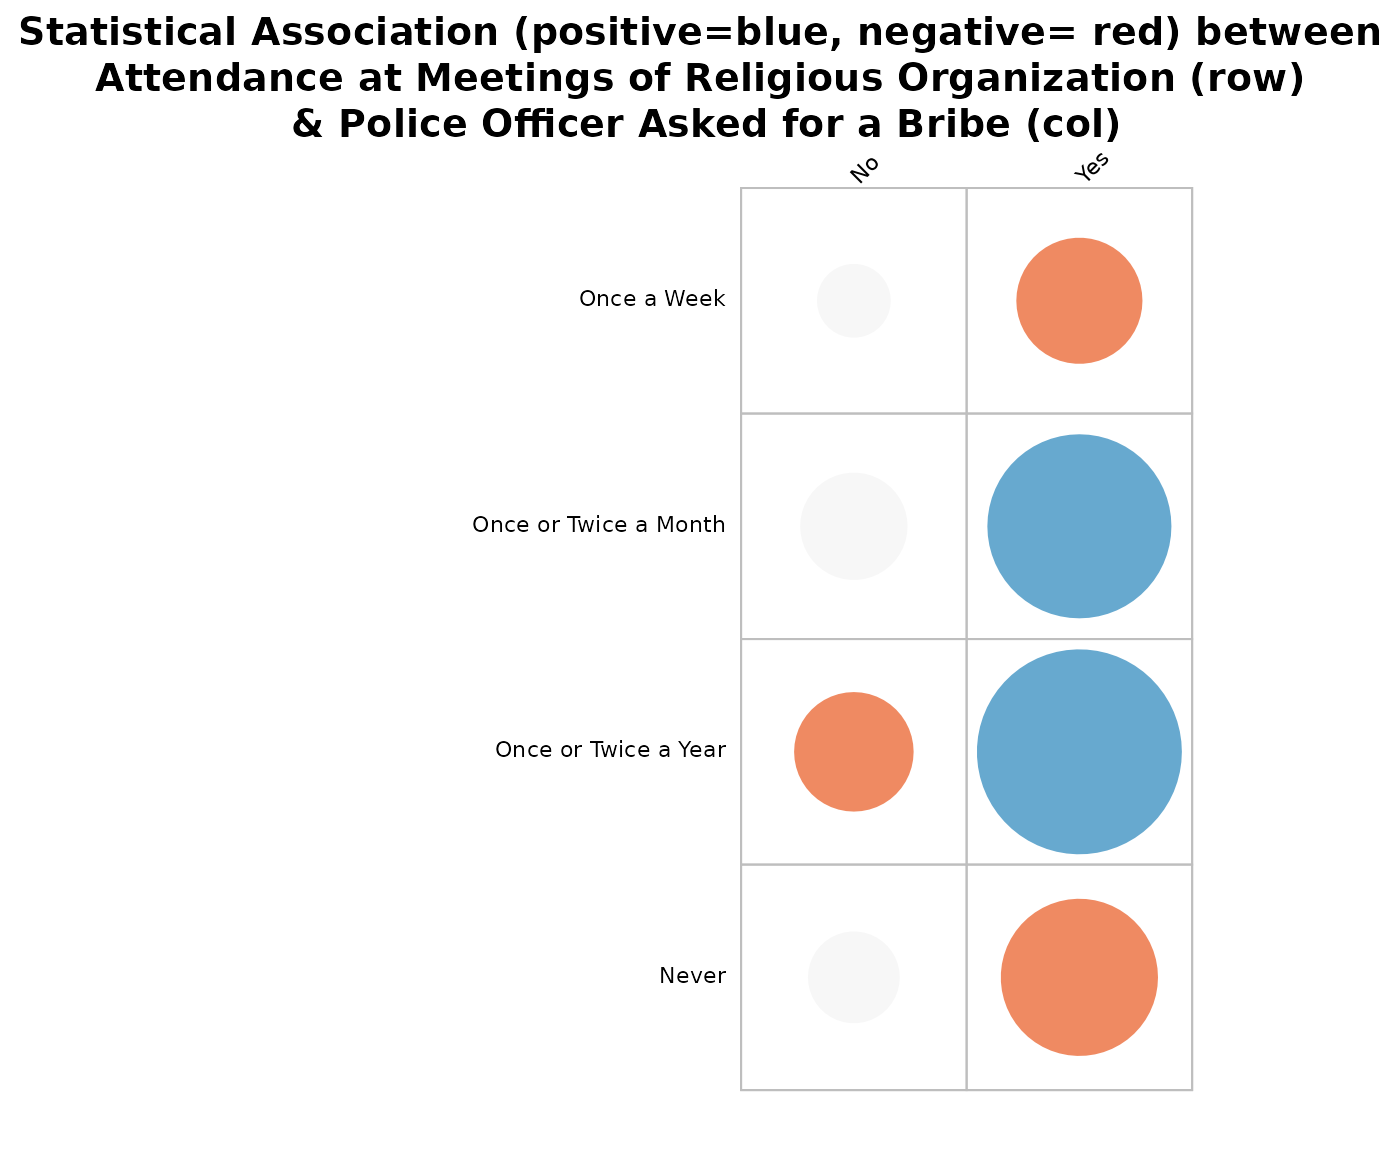 Statistical Association (positive=blue, negative= red) between
Attendance at Meetings of Religious Organization (row)
& Police Officer Asked for a Bribe (col)
No
Yes
Once a Week
Once or Twice a Month
Once or Twice a Year
Never